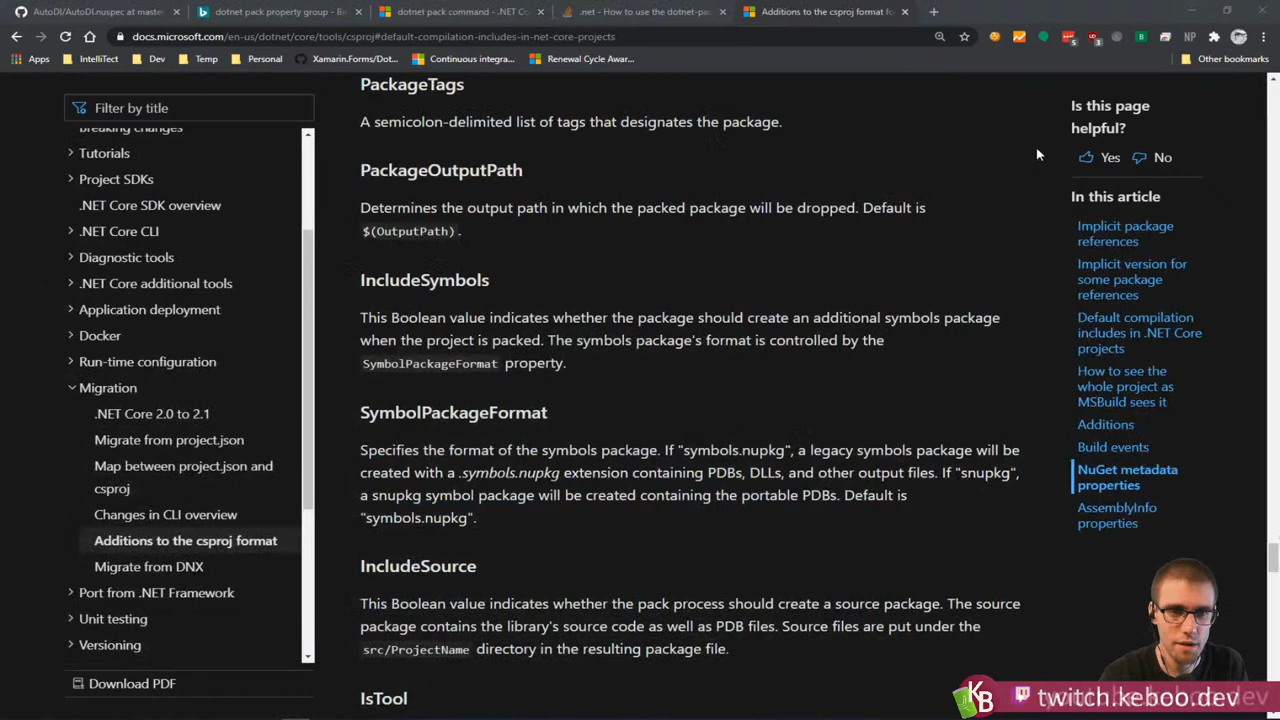 AutoDI/AutoDI.nuspec at master
dotnet pack property group - Bi
dotnet pack command - .NET Cor
.net - How to use the dotnet-pac
Additions to the csproj format fo
docs.microsoft.com/en-us/dotnet/core/tools/csproj#default-compilation-includes-in-net-core-projects
Apps
IntelliTect
Dev
Temp
Personal
Xamarin.Forms/Dot...
Continuous integra...
Renewal Cycle Awar...
Other bookmarks
Filter by title
Breaking changes
Tutorials
Project SDKs
.NET Core SDK overview
.NET Core CLI
Diagnostic tools
.NET Core additional tools
Application deployment
Docker
Run-time configuration
Migration
.NET Core 2.0 to 2.1
Migrate from project.json
Map between project.json and
csproj
Changes in CLI overview
Additions to the csproj format
Migrate from DNX
Port from .NET Framework
Unit testing
Versioning
Download PDF
PackageTags
A semicolon-delimited list of tags that designates the package.
PackageOutputPath
Determines the output path in which the packed package will be dropped. Default is
$(OutputPath).
IncludeSymbols
This Boolean value indicates whether the package should create an additional symbols package
when the project is packed. The symbols package's format is controlled by the
SymbolPackageFormat property.
SymbolPackageFormat
Specifies the format of the symbols package. If "symbols.nupkg", a legacy symbols package will be
created with a .symbols.nupkg extension containing PDBs, DLLs, and other output files. If "snupkg",
a snupkg symbol package will be created containing the portable PDBs. Default is
"symbols.nupkg".
IncludeSource
This Boolean value indicates whether the pack process should create a source package. The source
package contains the library's source code as well as PDB files. Source files are put under the
src/ProjectName directory in the resulting package file.
IsTool
Is this page
helpful?
Yes
No
In this article
Implicit package
references
Implicit version for
some package
references
Default compilation
includes in .NET Core
projects
How to see the
whole project as
MSBuild sees it
Additions
Build events
NuGet metadata
properties
AssemblyInfo
properties
KB
twitch.keboo.dev